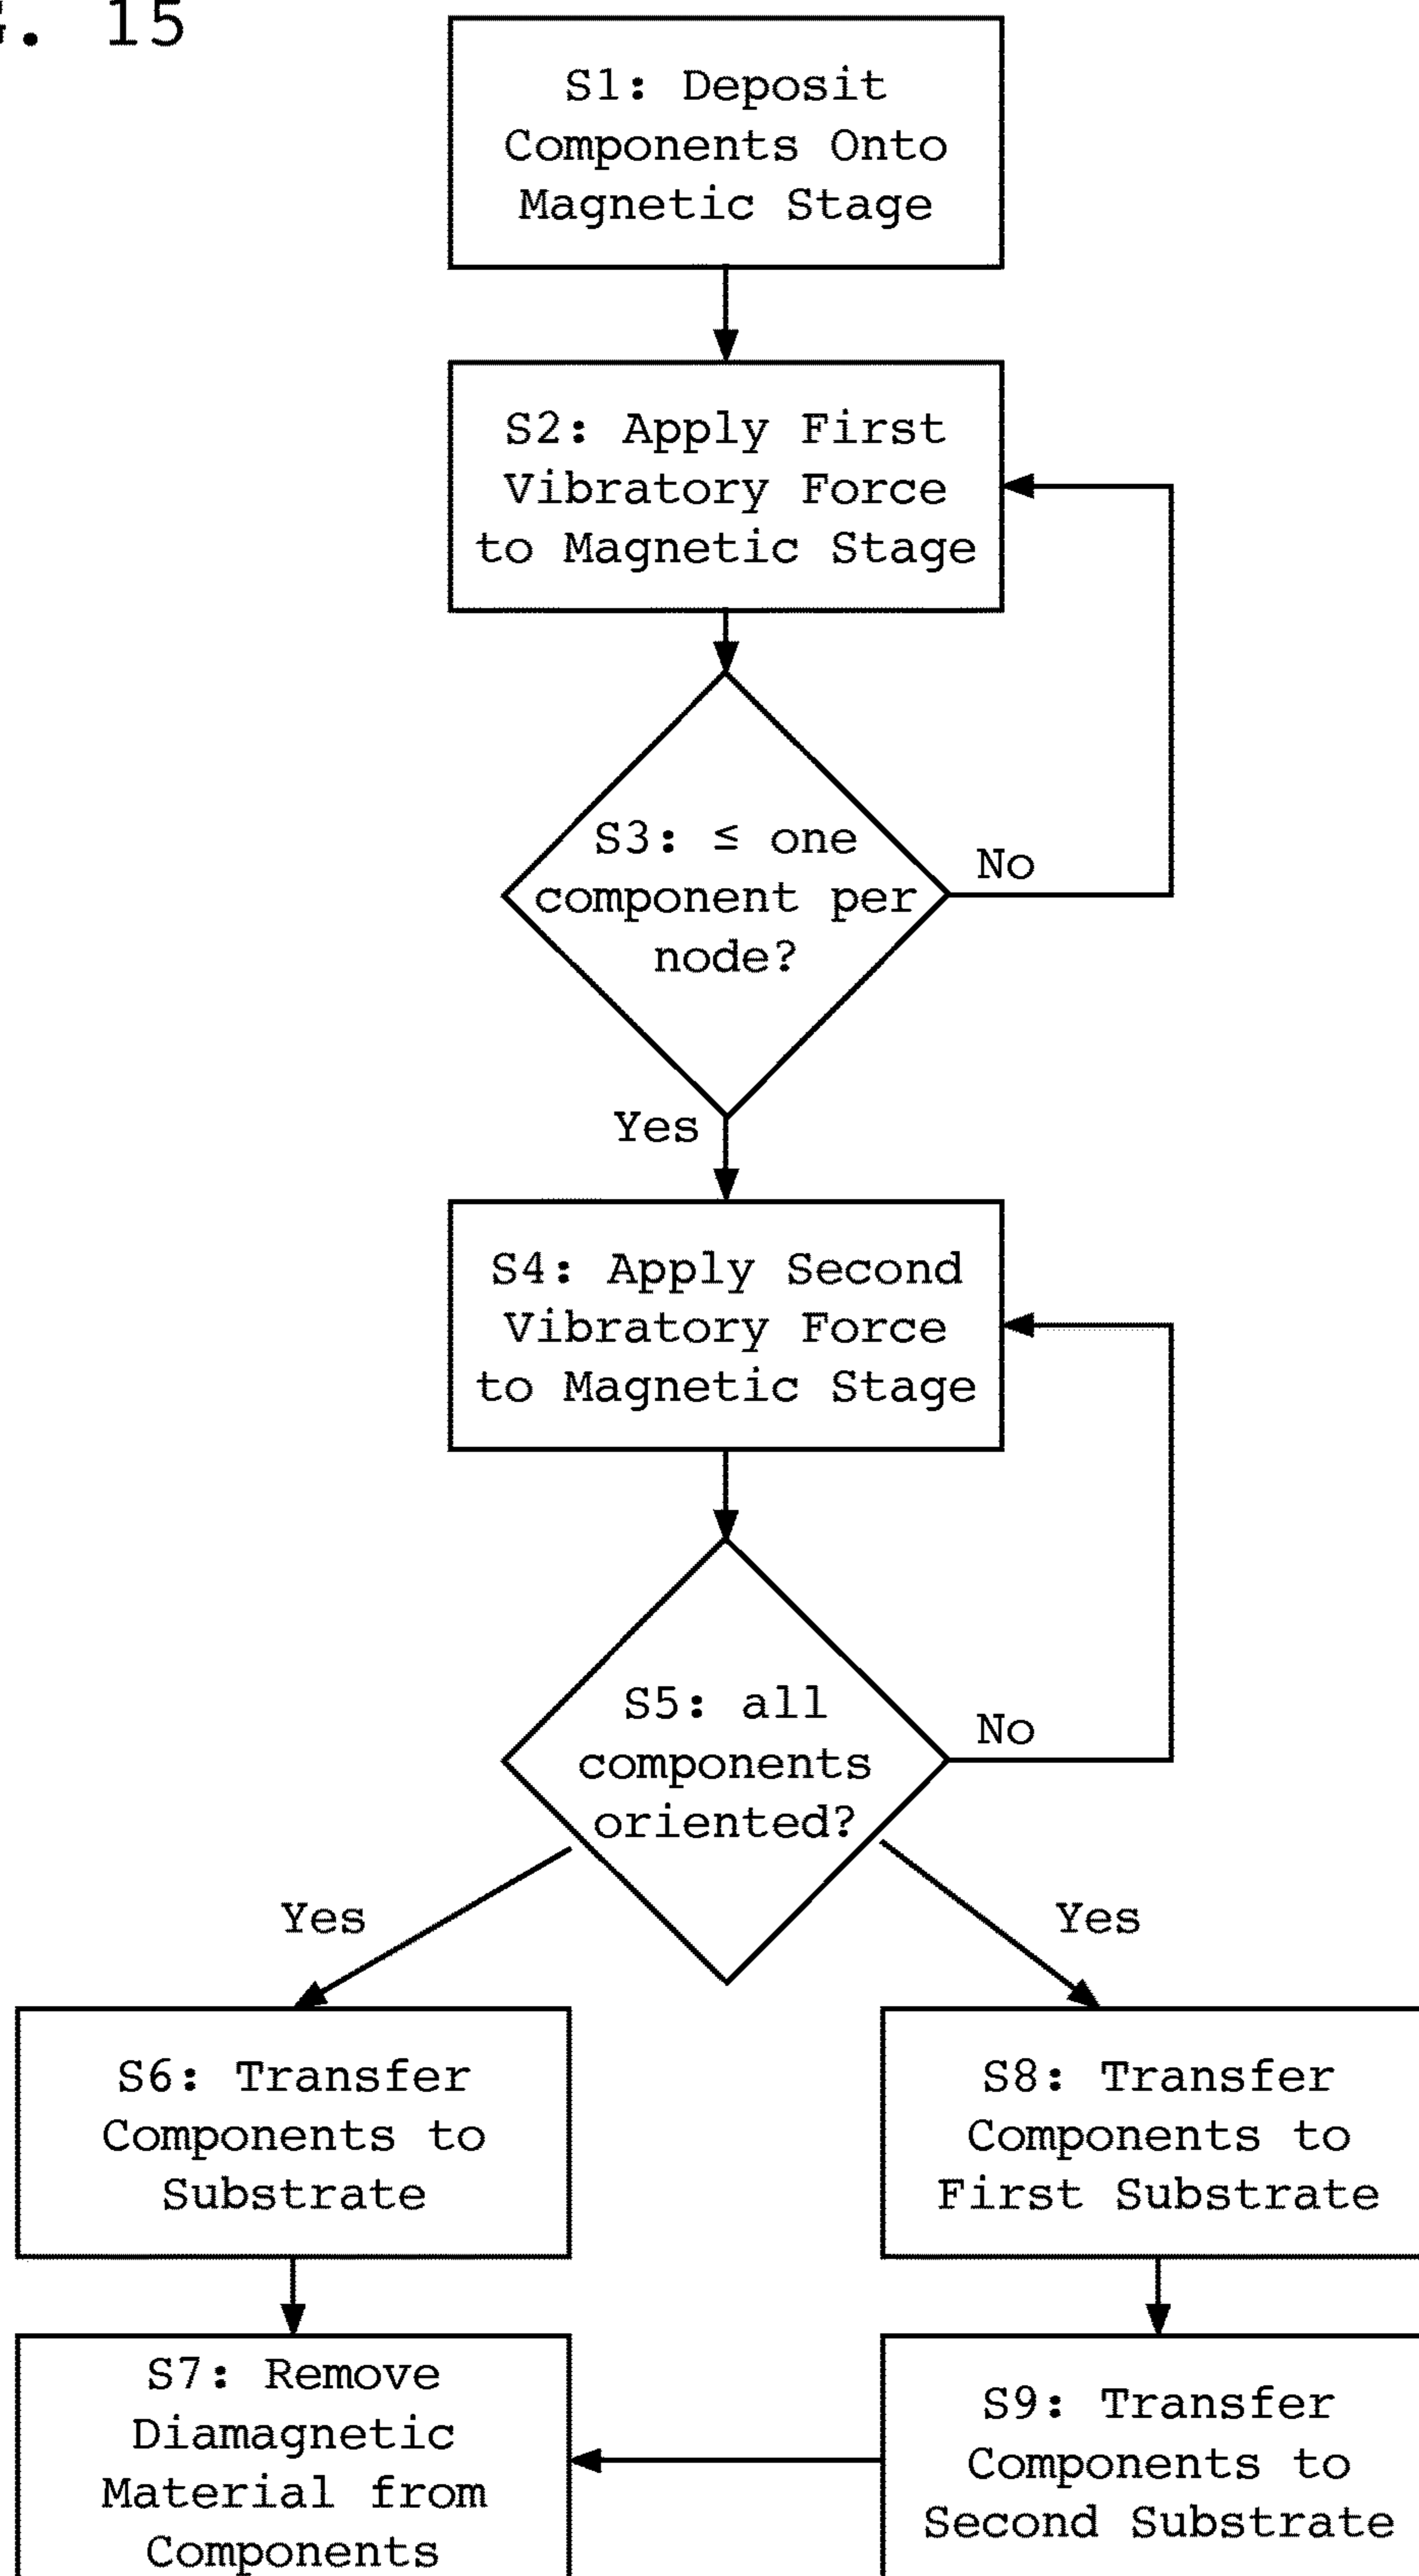 . 15
S1: Deposit
Components Onto
Magnetic Stage
S2: Apply First
Vibratory Force
to Magnetic Stage
S3: ≤ one
component per
node?
No
Yes
S4: Apply Second
Vibratory Force
to Magnetic Stage
S5: all
components
oriented?
No
Yes
Yes
S6: Transfer
Components to
Substrate
S8: Transfer
Components to
First Substrate
S7: Remove
Diamagnetic
Material from
Components
S9: Transfer
Components to
Second Substrate